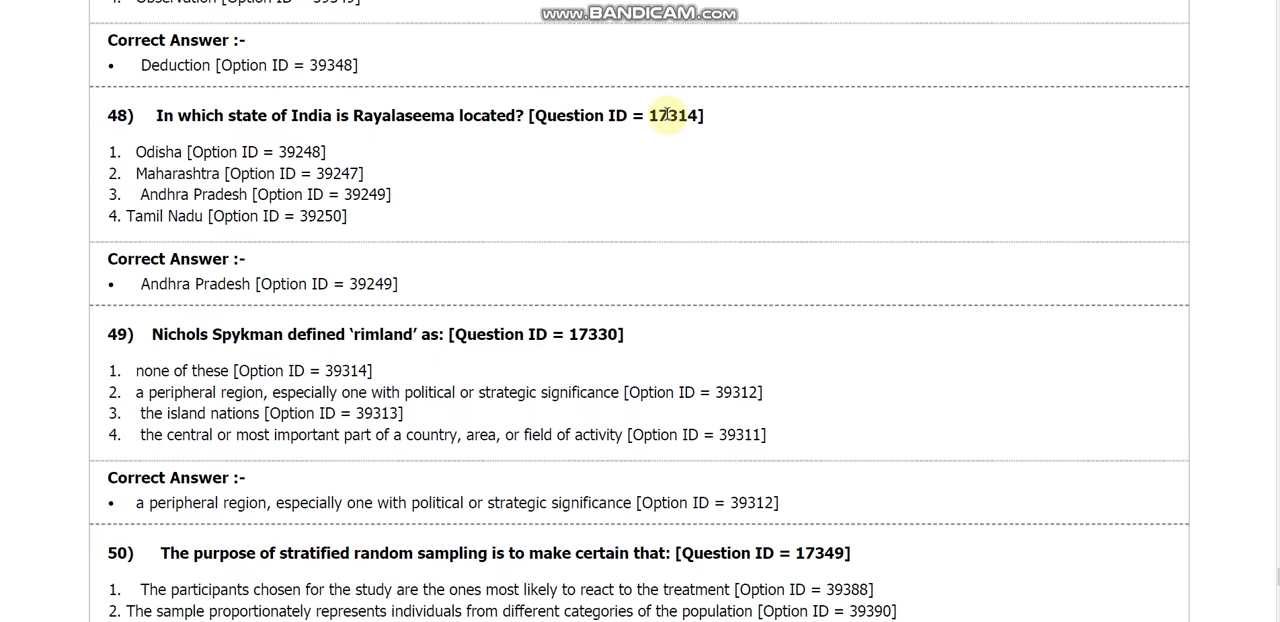 4. Observation [Option ID = 39349]
www.BANDICAM.com
Correct Answer :-
• Deduction [Option ID = 39348]
48) In which state of India is Rayalaseema located? [Question ID = 17314]
1. Odisha [Option ID = 39248]
2. Maharashtra [Option ID = 39247]
3. Andhra Pradesh [Option ID = 39249]
4. Tamil Nadu [Option ID = 39250]
Correct Answer :-
• Andhra Pradesh [Option ID = 39249]
49) Nichols Spykman defined ‘rimland’ as: [Question ID = 17330]
1. none of these [Option ID = 39314]
2. a peripheral region, especially one with political or strategic significance [Option ID = 39312]
3. the island nations [Option ID = 39313]
4. the central or most important part of a country, area, or field of activity [Option ID = 39311]
Correct Answer :-
• a peripheral region, especially one with political or strategic significance [Option ID = 39312]
50) The purpose of stratified random sampling is to make certain that: [Question ID = 17349]
1. The participants chosen for the study are the ones most likely to react to the treatment [Option ID = 39388]
2. The sample proportionately represents individuals from different categories of the population [Option ID = 39390]